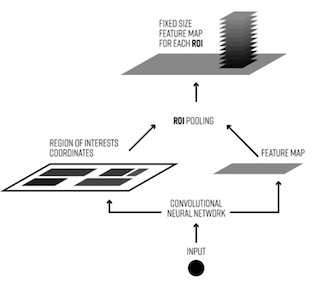 FIXED SIZE
FEATURE MAP
FOR EACH ROI
ROI POOLING
REGION OF INTERESTS
COORDINATES
FEATURE MAP
CONVOLUTIONAL
NEURAL NETWORK
INPUT